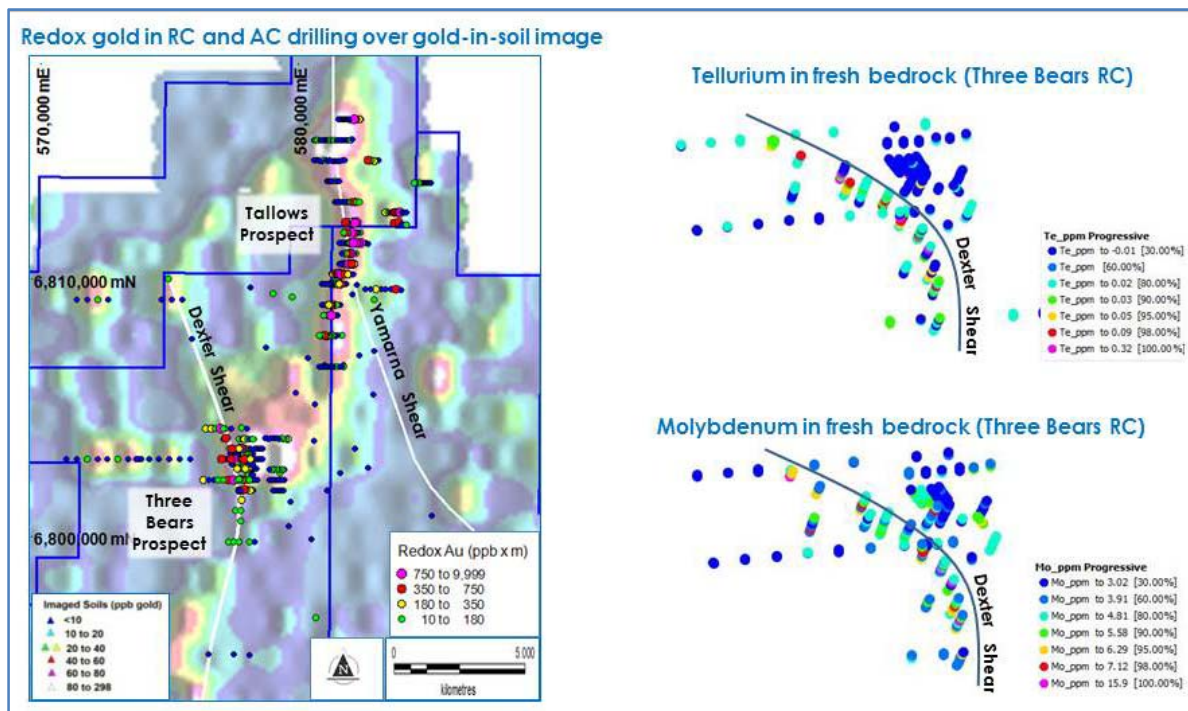 Redox gold in RC and AC drilling over gold-in-soil image
570,000 mE
580,000 mE
Tallows
Prospect
6,810,000 mN
Dexter Shear
Yamarna Shear
Three
Bears
Prospect
6,800,000 mN
Redox Au (ppb x m)
750 to 9,999
350 to 750
180 to 350
10 to 180
Imaged Soils (ppb gold)
<10
10 to 20
20 to 40
40 to 60
60 to 80
80 to 298
N
0
5 000
kilometres
Tellurium in fresh bedrock (Three Bears RC)
Dexter Shear
Te_ppm Progressive
Te_ppm to -0.01 [30.00%]
Te_ppm [60.00%]
Te_ppm to 0.02 [80.00%]
Te_ppm to 0.03 [90.00%]
Te_ppm to 0.05 [95.00%]
Te_ppm to 0.09 [98.00%]
Te_ppm to 0.32 [100.00%]
Molybdenum in fresh bedrock (Three Bears RC)
Dexter Shear
Mo_ppm Progressive
Mo_ppm to 3.02 [30.00%]
Mo_ppm to 3.91 [60.00%]
Mo_ppm to 4.81 [80.00%]
Mo_ppm to 5.58 [90.00%]
Mo_ppm to 6.29 [95.00%]
Mo_ppm to 7.12 [98.00%]
Mo_ppm to 15.9 [100.00%]